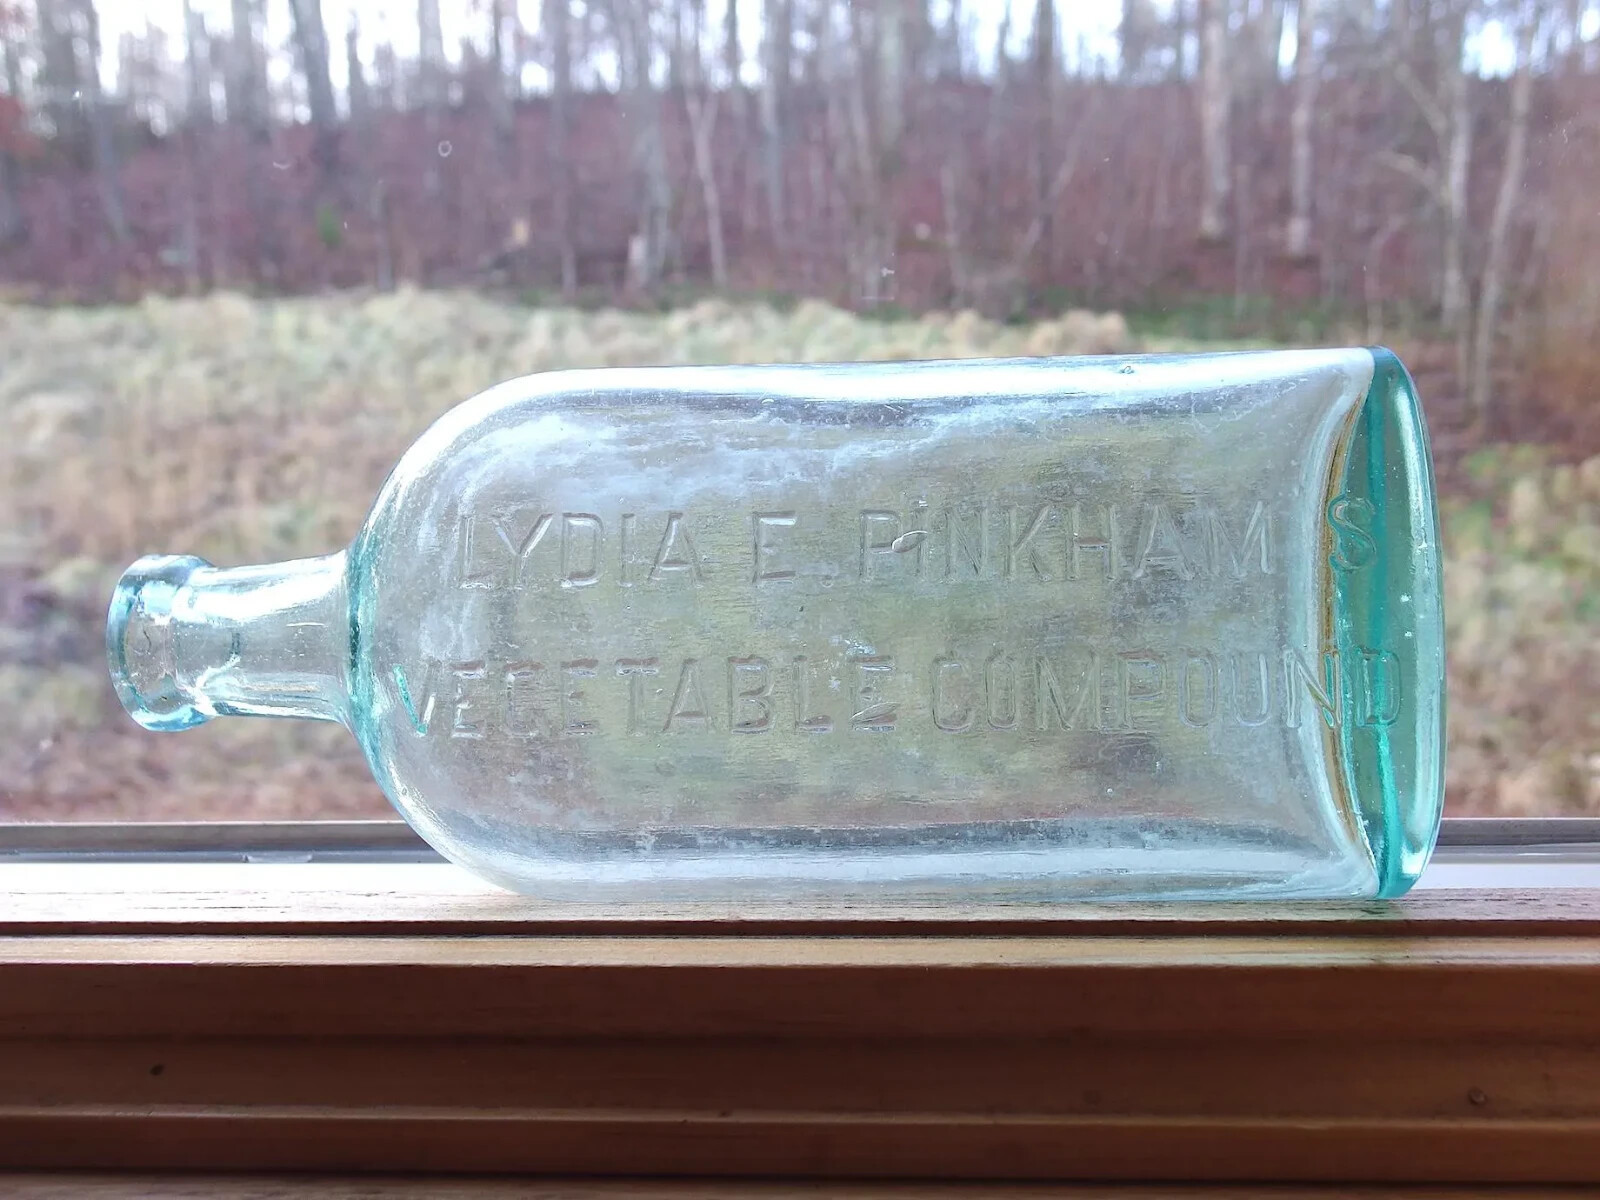 LYDIA E. PINKHAM S
VEGETABLE COMPOUND